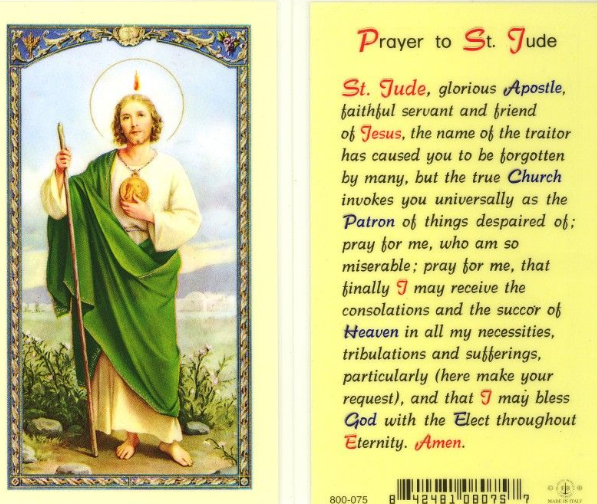 Prayer to St. Jude
St. Jude, glorious Apostle,
faithful servant and friend
of Jesus, the name of the traitor
has caused you to be forgotten
by many, but the true Church
invokes you universally as the
Patron of things despaired of;
pray for me, who am so
miserable; pray for me, that
finally I may receive the
consolations and the succor of
Heaven in all my necessities,
tribulations and sufferings,
particularly (here make your
request), and that I may bless
God with the Elect throughout
Eternity. Amen.
800-075
8 42481 08075 7
MADE IN ITALY